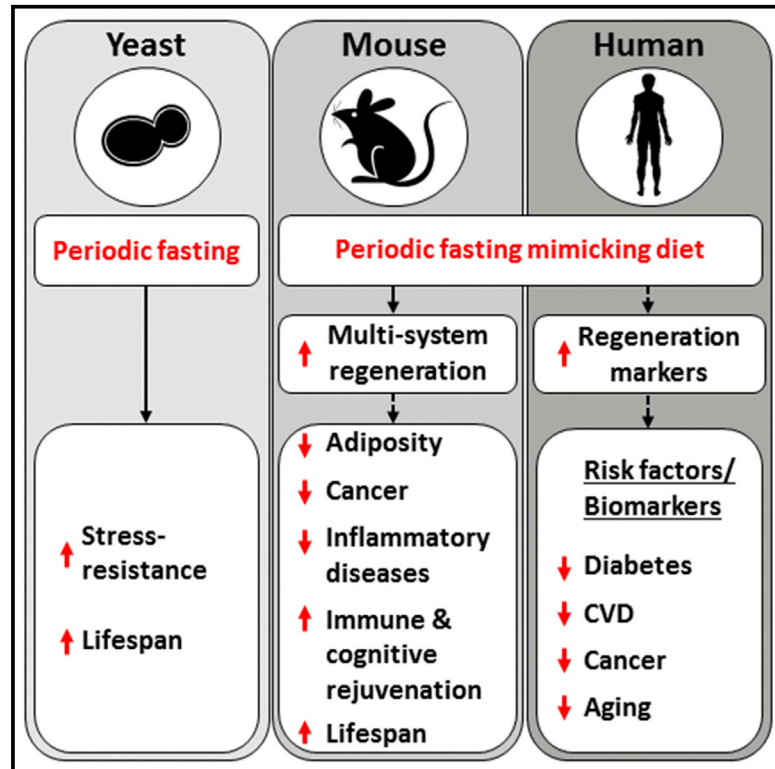 Yeast
Mouse
Human
Periodic fasting
Periodic fasting mimicking diet
↑ Multi-system
regeneration
↑ Regeneration
markers
↑ Stress-
resistance
↑ Lifespan
↓ Adiposity
↓ Cancer
↓ Inflammatory
diseases
↑ Immune &
cognitive
rejuvenation
↑ Lifespan
Risk factors/
Biomarkers
↓ Diabetes
↓ CVD
↓ Cancer
↓ Aging